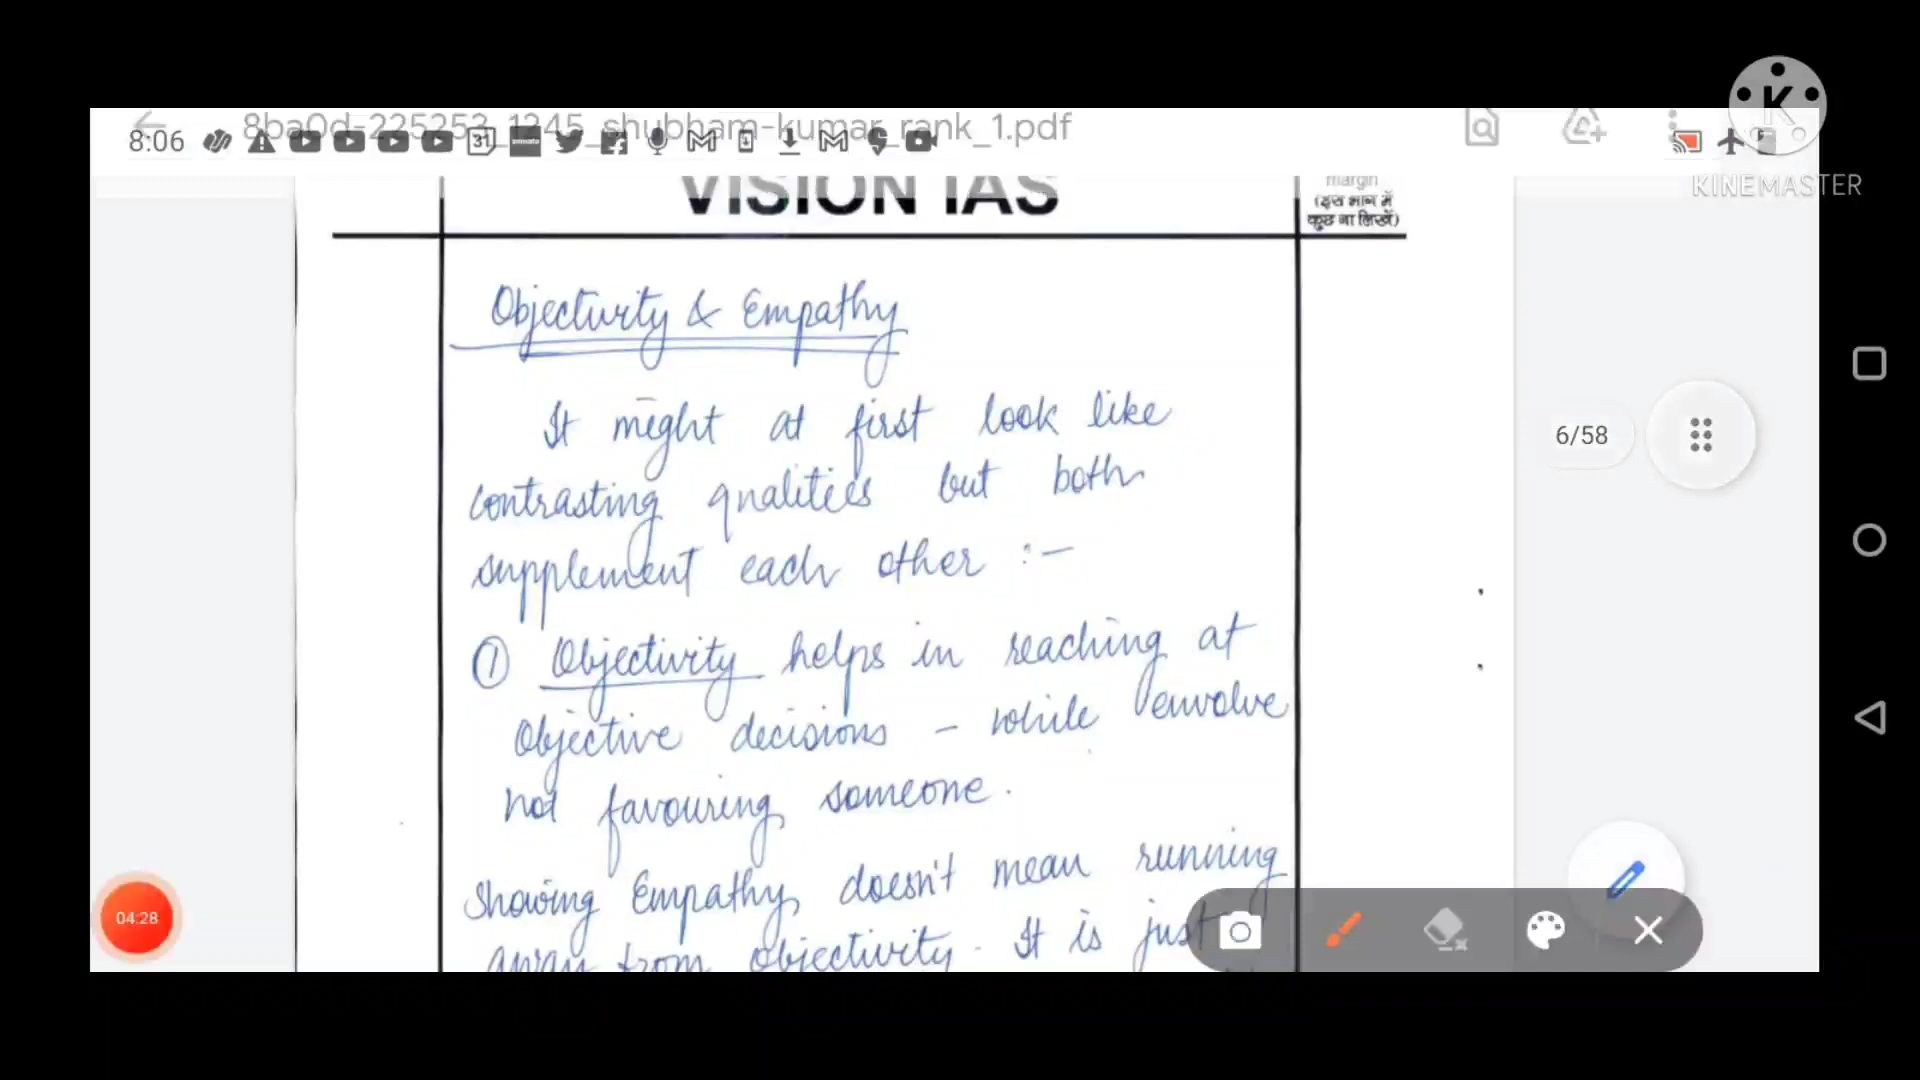 8ba0d-225253_1245_shubham-kumar_rank_1.pdf
8:06
31
K
KINEMASTER
VISION IAS
margin
(इस भाग में
कुछ ना लिखें)
Objectivity & Empathy
It might at first look like
contrasting qualities but both
supplement each other :-
① Objectivity helps in reaching at
objective decisions - while
not favouring someone.
Showing Empathy doesn't mean running
away from objectivity. It is just
6/58
04:28